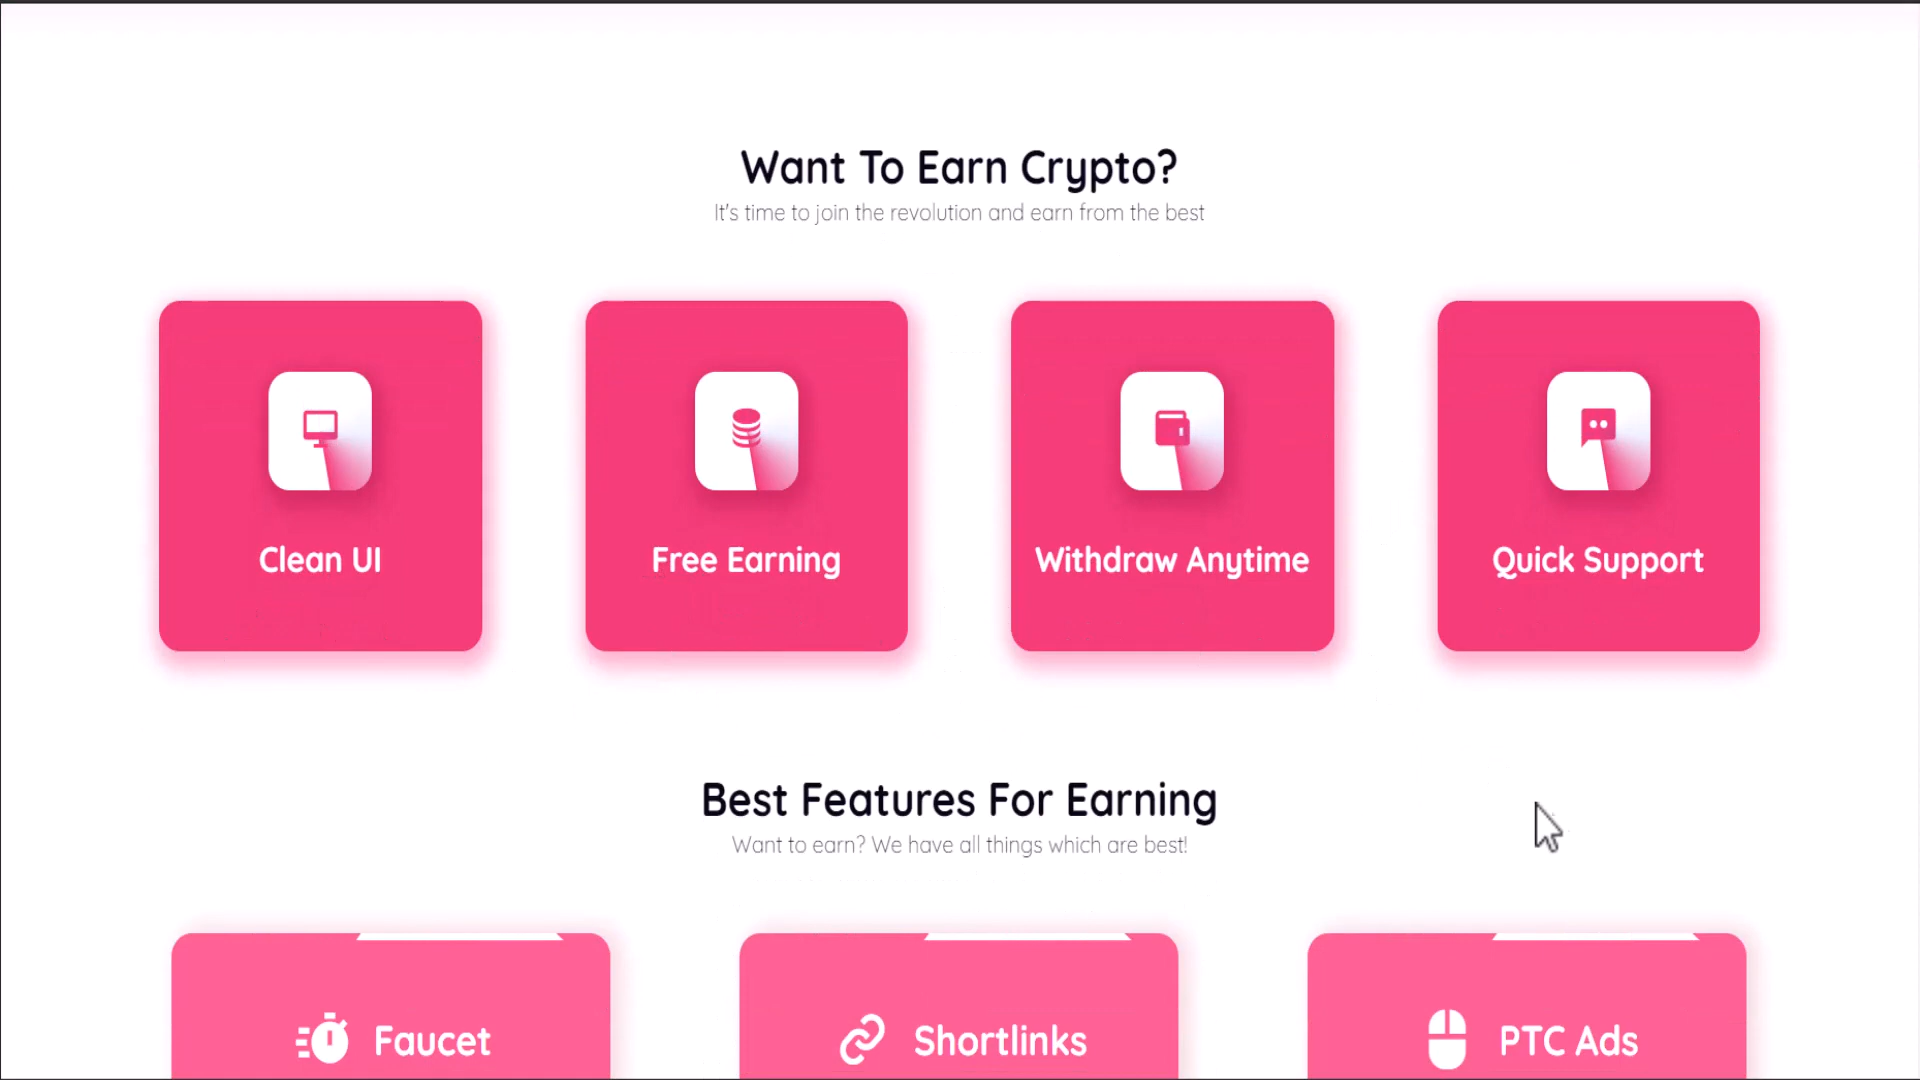 Want To Earn Crypto?
It's time to join the revolution and earn from the best
Clean UI
Free Earning
Withdraw Anytime
Quick Support
Best Features For Earning
Want to earn? We have all things which are best!
Faucet
Shortlinks
PTC Ads